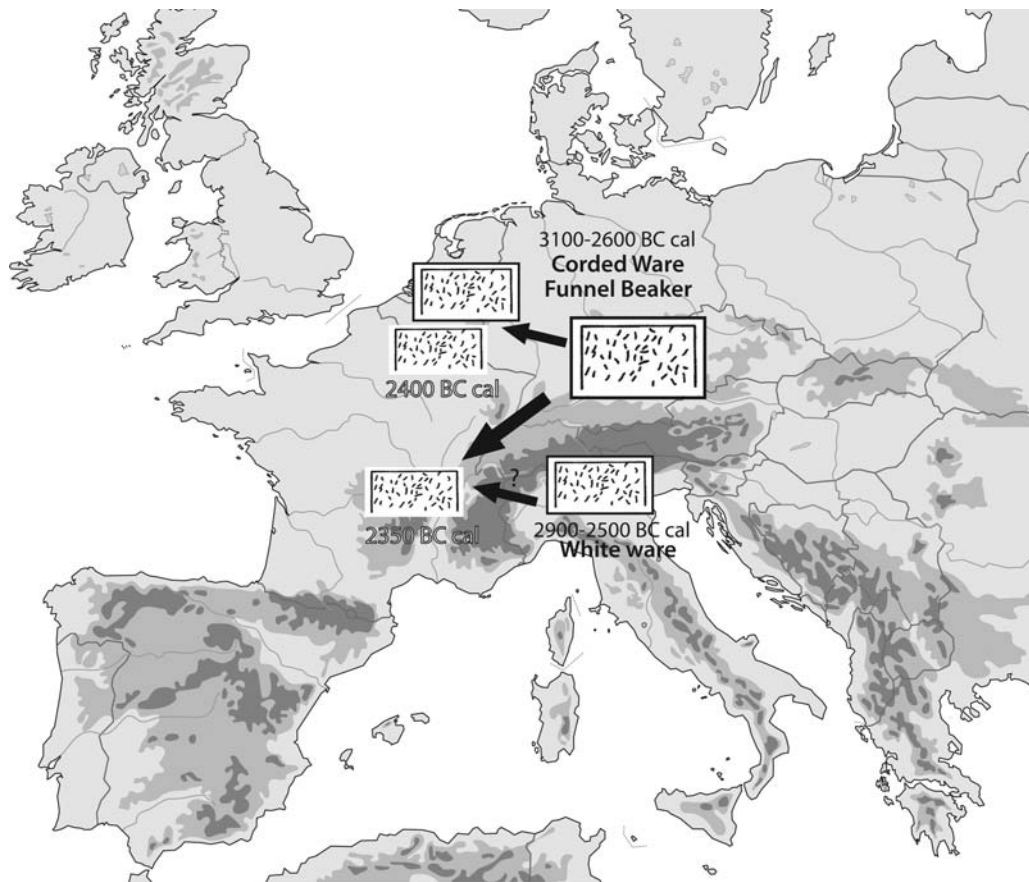 3100-2600 BC cal
Corded Ware
Funnel Beaker
2400 BC cal
?
2350 BC cal
2900-2500 BC cal
White ware